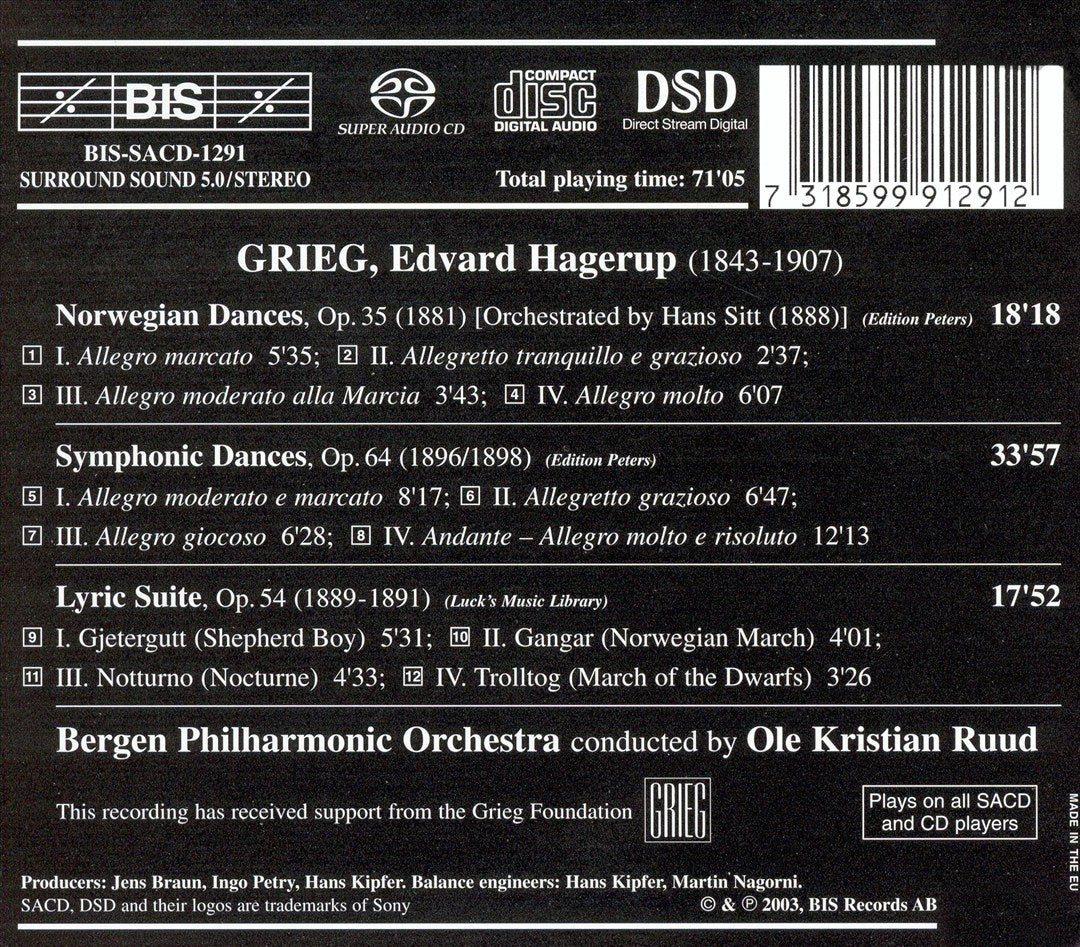 BIS
SUPER AUDIO CD
COMPACT
disc
DIGITAL AUDIO
DSD
Direct Stream Digital
BIS-SACD-1291
SURROUND SOUND 5.0/STEREO
Total playing time: 71'05
7 318599 912912
GRIEG, Edvard Hagerup (1843-1907)
Norwegian Dances, Op. 35 (1881) [Orchestrated by Hans Sitt (1888)] (Edition Peters) 18'18
1 I. Allegro marcato 5'35; 2 II. Allegretto tranquillo e grazioso 2'37;
3 III. Allegro moderato alla Marcia 3'43; 4 IV. Allegro molto 6'07
Symphonic Dances, Op. 64 (1896/1898) (Edition Peters) 33'57
5 I. Allegro moderato e marcato 8'17; 6 II. Allegretto grazioso 6'47;
7 III. Allegro giocoso 6'28; 8 IV. Andante – Allegro molto e risoluto 12'13
Lyric Suite, Op. 54 (1889-1891) (Luck's Music Library) 17'52
9 I. Gjetergutt (Shepherd Boy) 5'31; 10 II. Gangar (Norwegian March) 4'01;
11 III. Notturno (Nocturne) 4'33; 12 IV. Trolltog (March of the Dwarfs) 3'26
Bergen Philharmonic Orchestra conducted by Ole Kristian Ruud
This recording has received support from the Grieg Foundation
GRIEG
Plays on all SACD
and CD players
MADE IN THE EU
Producers: Jens Braun, Ingo Petry, Hans Kipfer. Balance engineers: Hans Kipfer, Martin Nagorni.
SACD, DSD and their logos are trademarks of Sony
© & ℗ 2003, BIS Records AB